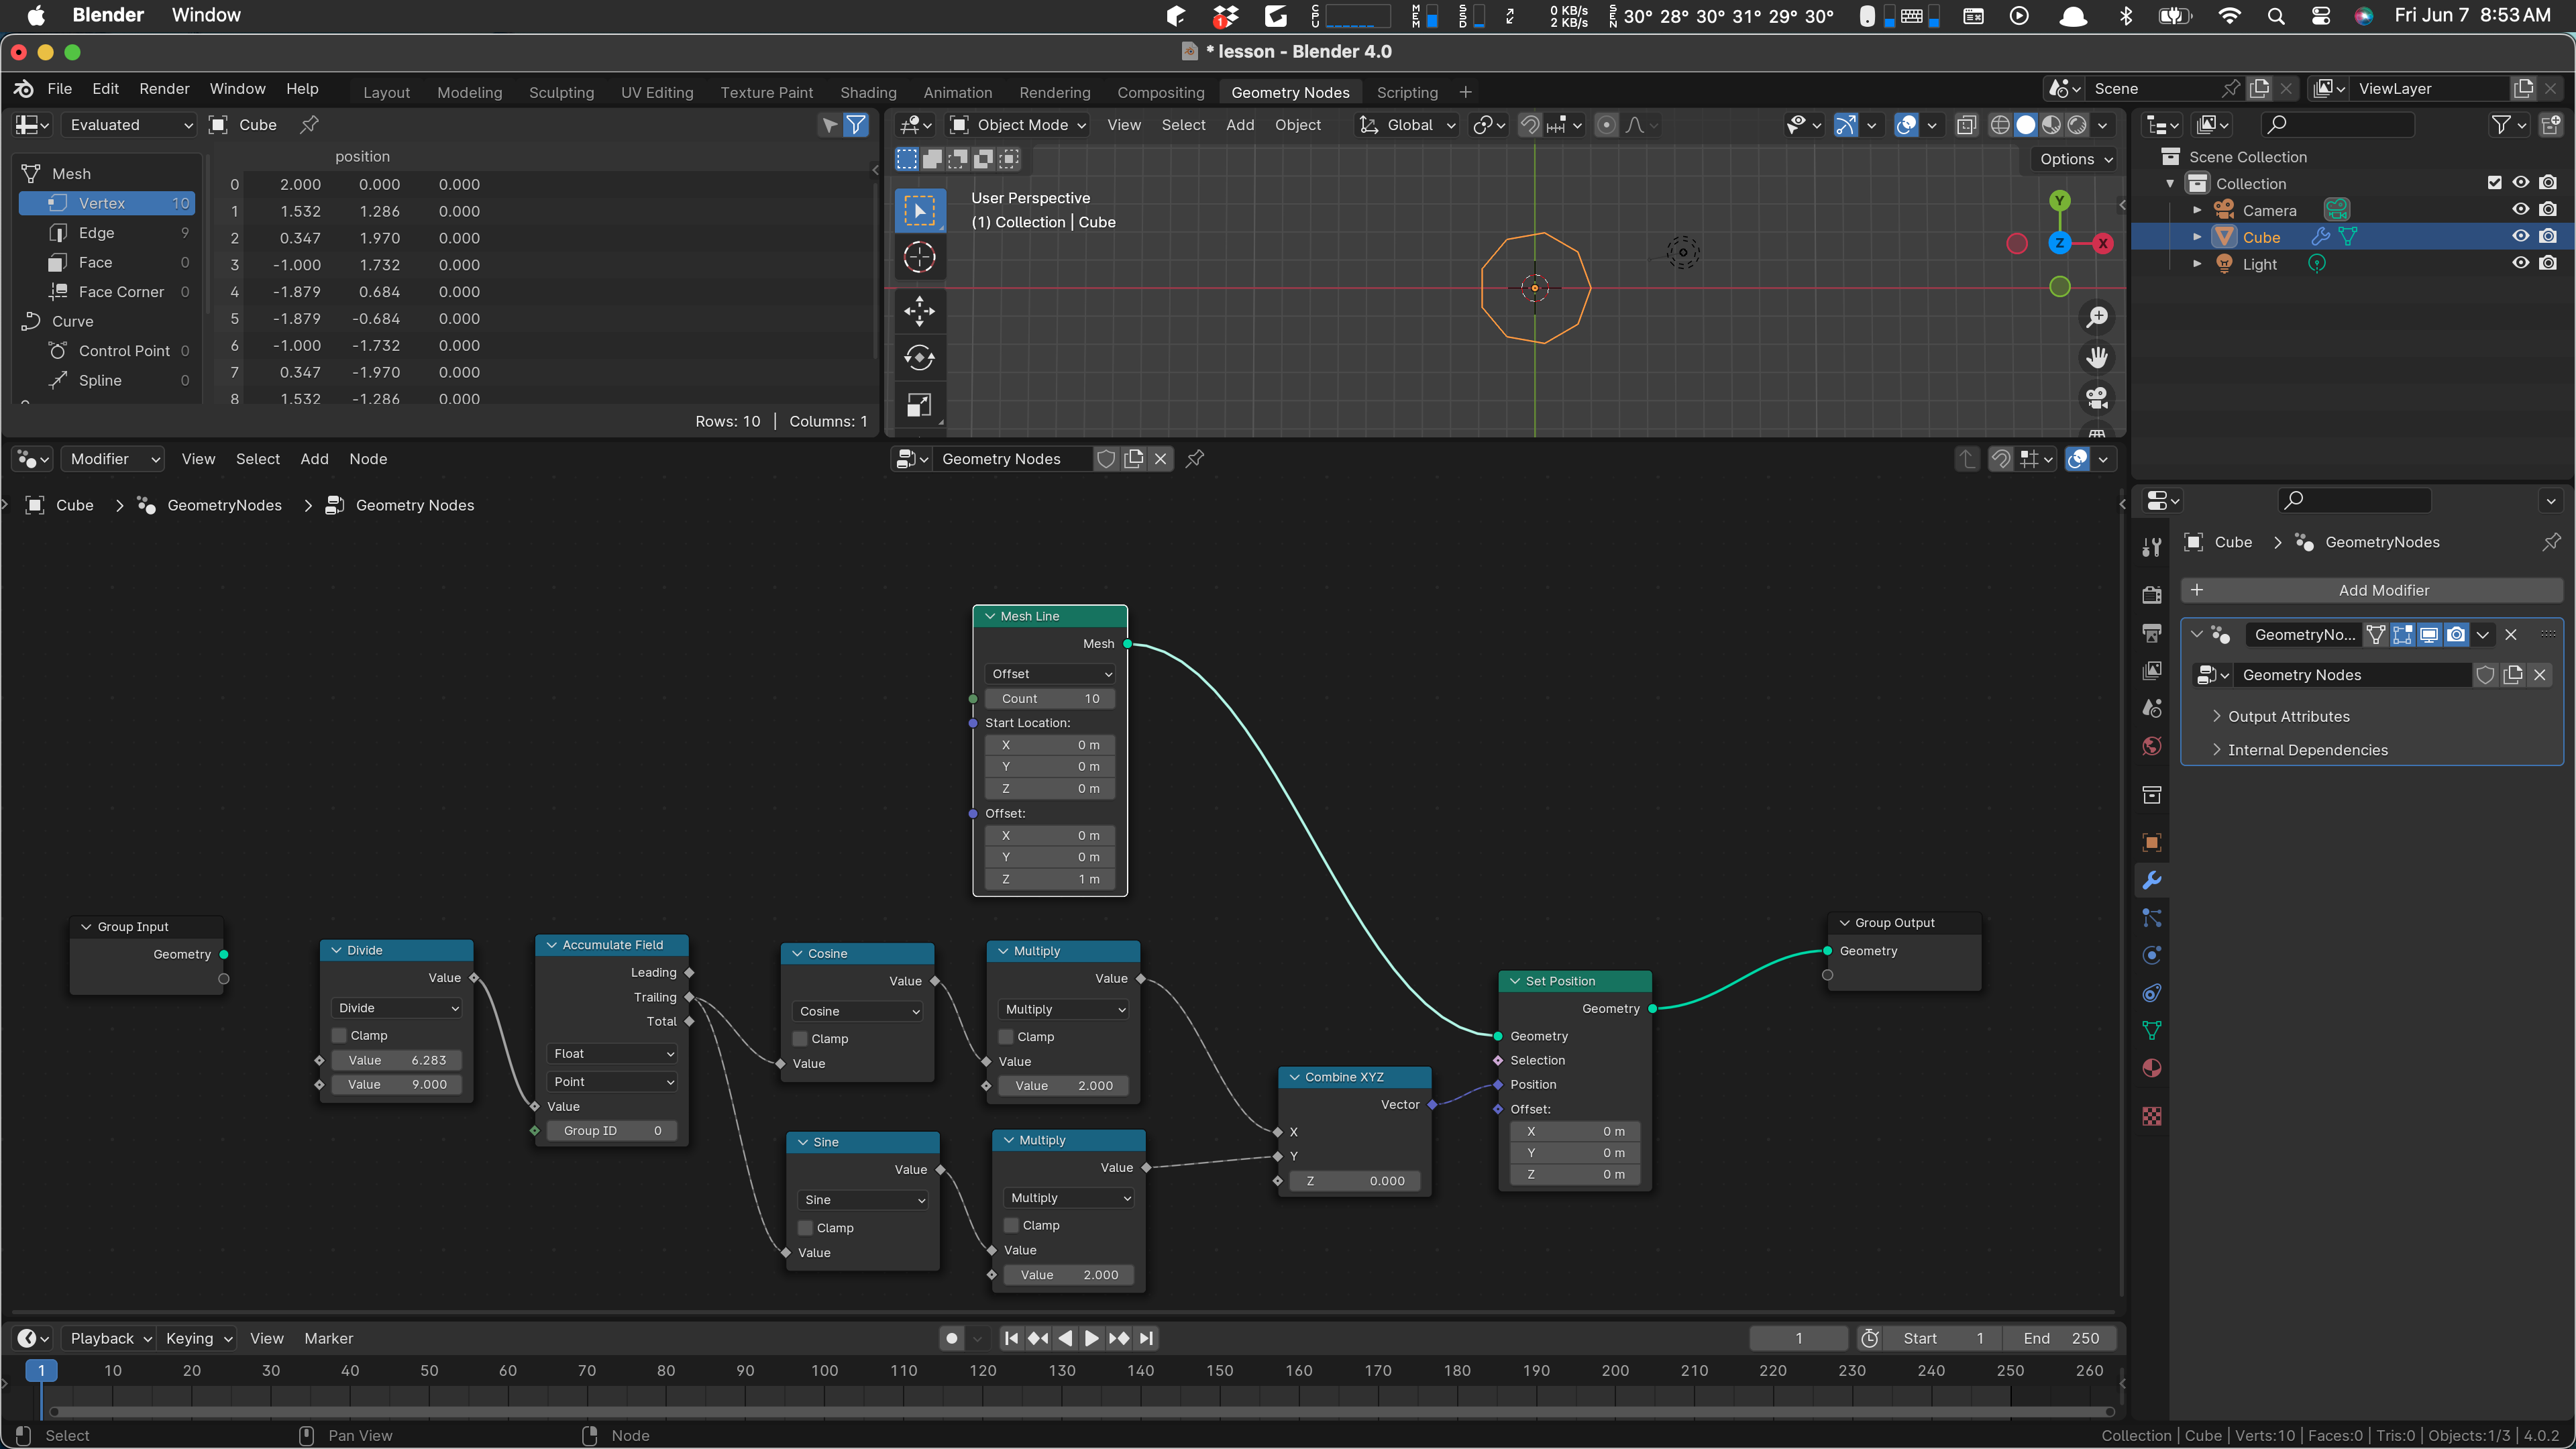 Blender Window
1
CPU MEM SSD 0 KB/s
2 KB/s SEN 30° 28° 30° 31° 29° 30° Fri Jun 7 8:53 AM
* lesson - Blender 4.0
File Edit Render Window Help Layout Modeling Sculpting UV Editing Texture Paint Shading Animation Rendering Compositing Geometry Nodes Scripting + Scene ViewLayer
Evaluated Cube
position
Mesh
Vertex 10
Edge 9
Face 0
Face Corner 0
Curve
Control Point 0
Spline 0
0 2.000 0.000 0.000
1 1.532 1.286 0.000
2 0.347 1.970 0.000
3 -1.000 1.732 0.000
4 -1.879 0.684 0.000
5 -1.879 -0.684 0.000
6 -1.000 -1.732 0.000
7 0.347 -1.970 0.000
8 1.532 -1.286 0.000
Rows: 10 | Columns: 1
Object Mode View Select Add Object Global
Options
User Perspective
(1) Collection | Cube
Y
Z
X
Scene Collection
Collection
Camera
Cube
Light
Modifier View Select Add Node Geometry Nodes
Cube > GeometryNodes > Geometry Nodes
Mesh Line
Mesh
Offset
Count 10
Start Location:
X 0 m
Y 0 m
Z 0 m
Offset:
X 0 m
Y 0 m
Z 1 m
Group Input
Geometry
Divide
Value
Divide
Clamp
Value 6.283
Value 9.000
Accumulate Field
Leading
Trailing
Total
Float
Point
Value
Group ID 0
Cosine
Value
Cosine
Clamp
Value
Multiply
Value
Multiply
Clamp
Value
Value 2.000
Sine
Value
Sine
Clamp
Value
Multiply
Value
Multiply
Clamp
Value
Value 2.000
Combine XYZ
Vector
X
Y
Z 0.000
Set Position
Geometry
Geometry
Selection
Position
Offset:
X 0 m
Y 0 m
Z 0 m
Group Output
Geometry
Cube > GeometryNodes
+ Add Modifier
GeometryNo...
Geometry Nodes
Output Attributes
Internal Dependencies
Playback Keying View Marker 1 Start 1 End 250
1 10 20 30 40 50 60 70 80 90 100 110 120 130 140 150 160 170 180 190 200 210 220 230 240 250 260
Select Pan View Node Collection | Cube | Verts:10 | Faces:0 | Tris:0 | Objects:1/3 | 4.0.2